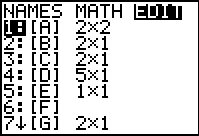 NAMES MATH EDIT
1:[A] 2×2
2:[B] 2×1
3:[C] 2×1
4:[D] 5×1
5:[E] 1×1
6:[F]
7↓[G] 2×1